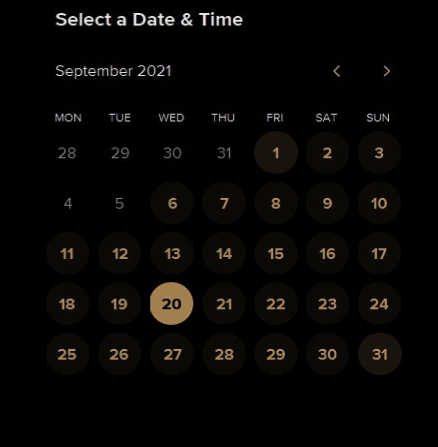 Select a Date & Time
September 2021
MON TUE WED THU FRI SAT SUN
28 29 30 31 1 2 3
4 5 6 7 8 9 10
11 12 13 14 15 16 17
18 19 20 21 22 23 24
25 26 27 28 29 30 31